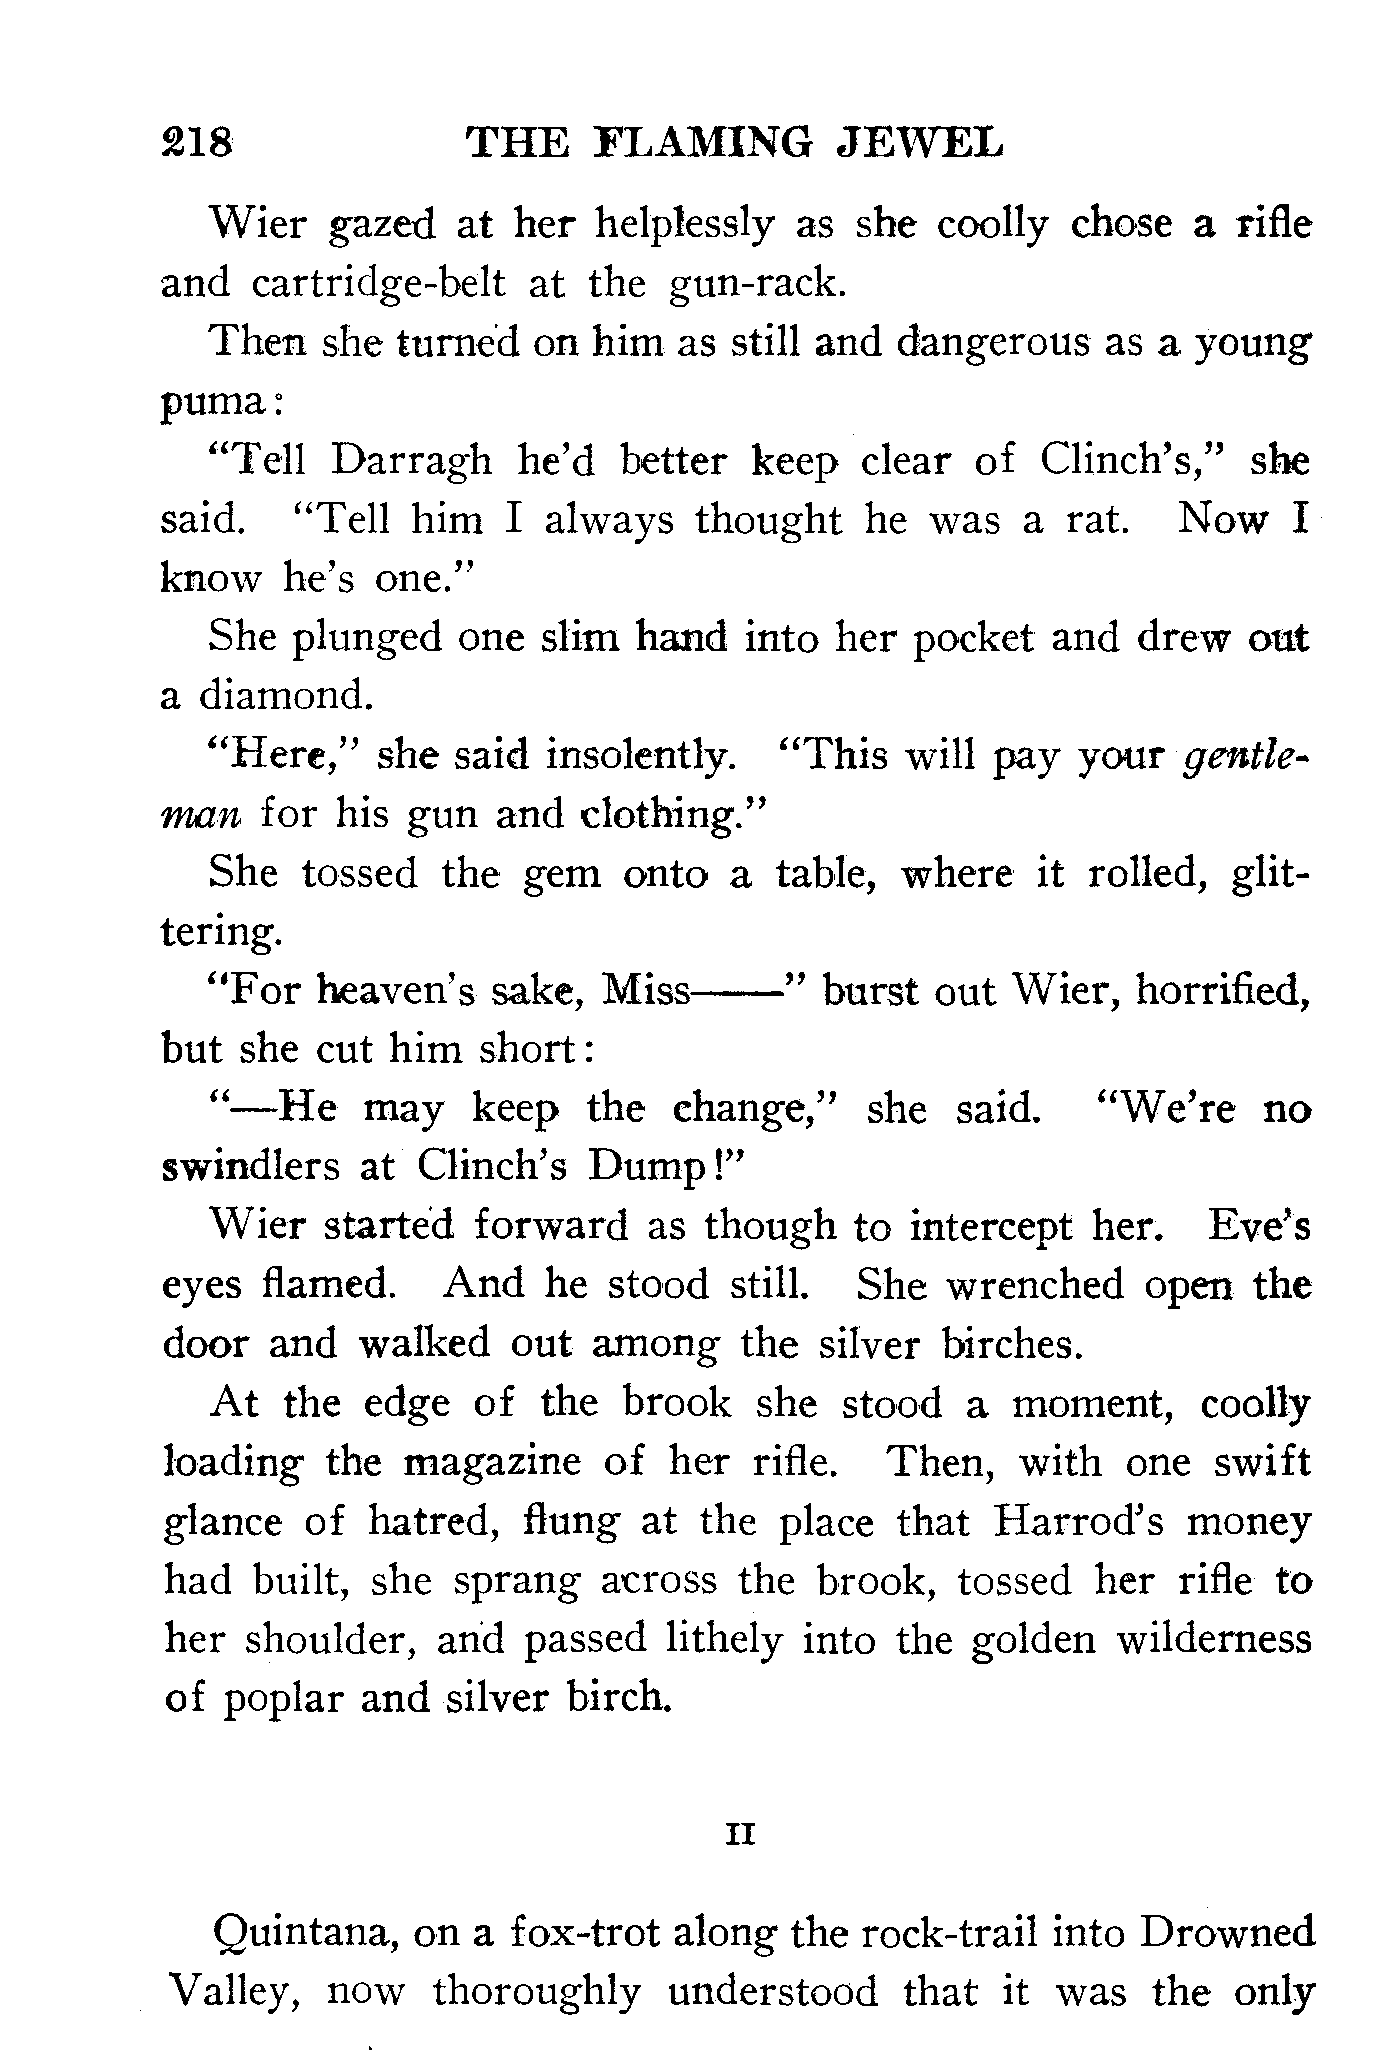 218 THE FLAMING JEWEL
Wier gazed at her helplessly as she coolly chose a rifle
and cartridge-belt at the gun-rack.
Then she turned on him as still and dangerous as a young
puma:
“Tell Darragh he’d better keep clear of Clinch’s,” she
said. “Tell him I always thought he was a rat. Now I
know he’s one.”
She plunged one slim hand into her pocket and drew out
a diamond.
“Here,” she said insolently. “This will pay your gentle-
man for his gun and clothing.”
She tossed the gem onto a table, where it rolled, glit-
tering.
“For heaven’s sake, Miss——” burst out Wier, horrified,
but she cut him short:
“—He may keep the change,” she said. “We’re no
swindlers at Clinch’s Dump!”
Wier started forward as though to intercept her. Eve’s
eyes flamed. And he stood still. She wrenched open the
door and walked out among the silver birches.
At the edge of the brook she stood a moment, coolly
loading the magazine of her rifle. Then, with one swift
glance of hatred, flung at the place that Harrod’s money
had built, she sprang across the brook, tossed her rifle to
her shoulder, and passed lithely into the golden wilderness
of poplar and silver birch.
II
Quintana, on a fox-trot along the rock-trail into Drowned
Valley, now thoroughly understood that it was the only